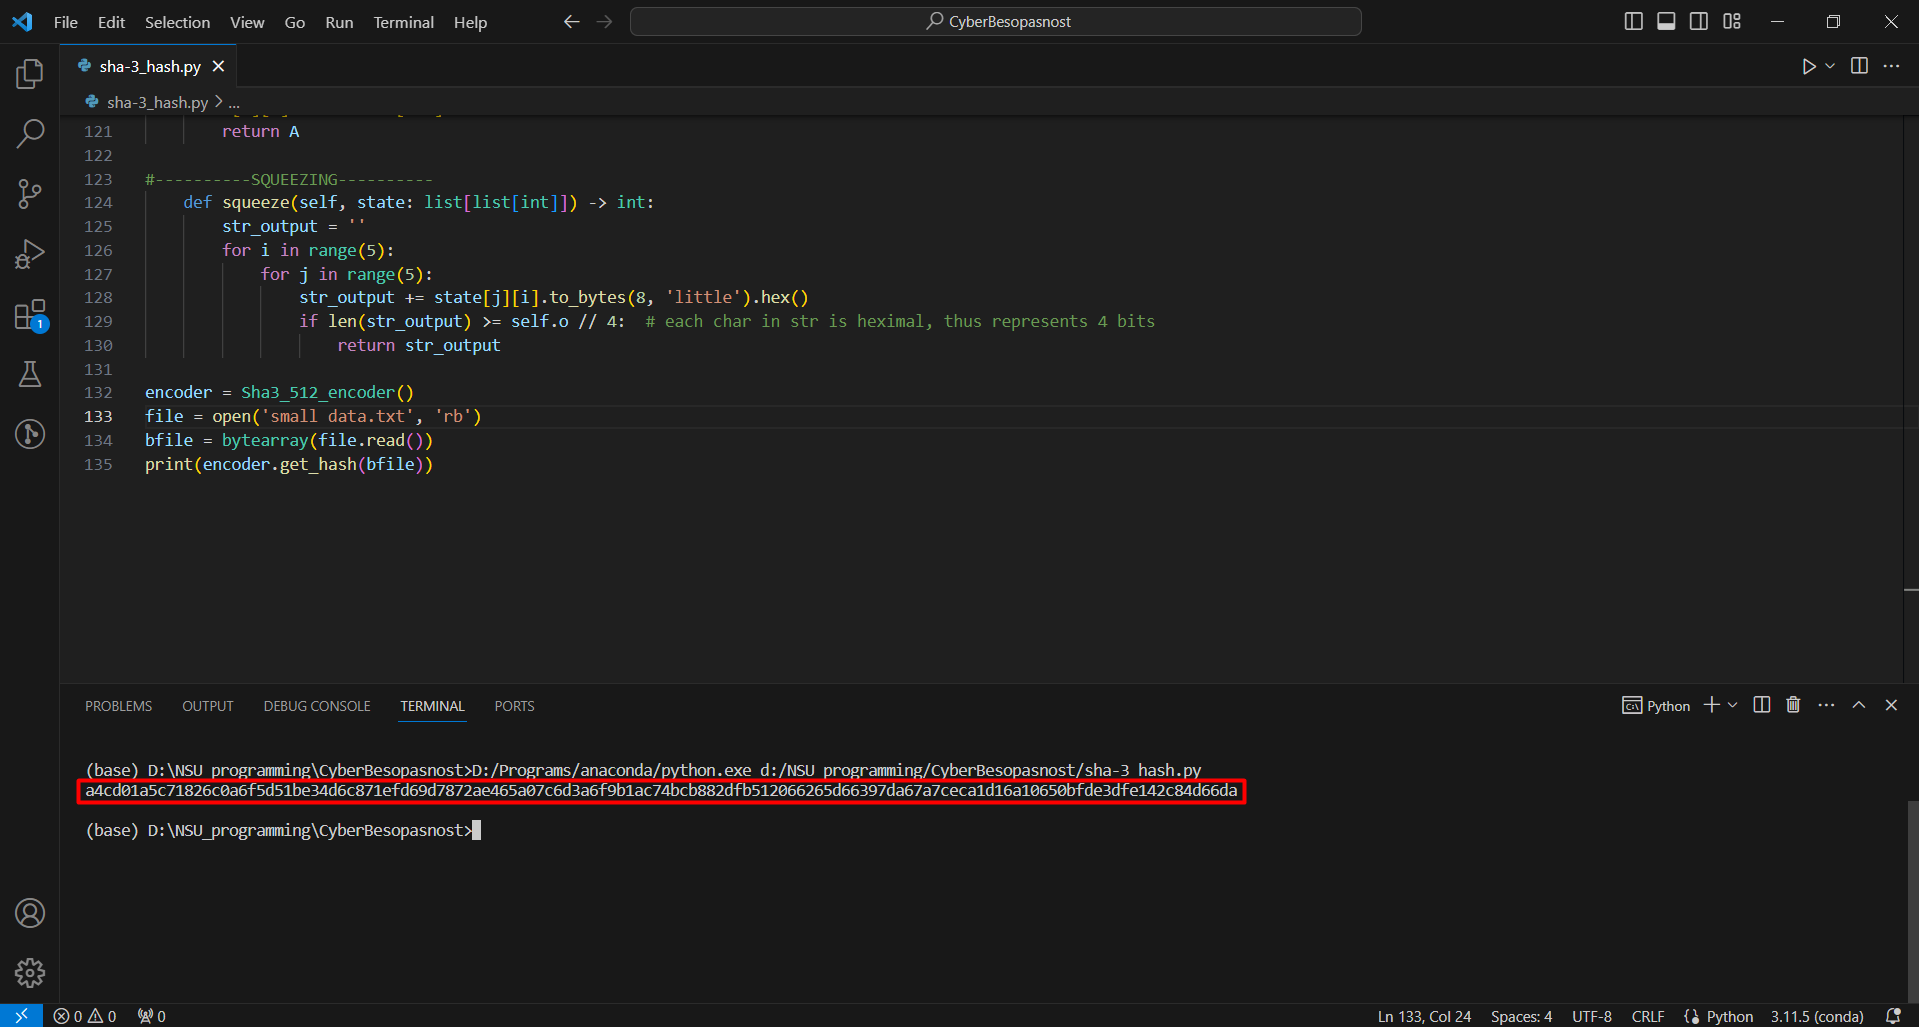 File Edit Selection View Go Run Terminal Help
CyberBesopasnost
sha-3_hash.py
sha-3_hash.py > ...
121 return A
122
123 #----------SQUEEZING----------
124 def squeeze(self, state: list[list[int]]) -> int:
125 str_output = ''
126 for i in range(5):
127 for j in range(5):
128 str_output += state[j][i].to_bytes(8, 'little').hex()
129 if len(str_output) >= self.o // 4: # each char in str is heximal, thus represents 4 bits
130 return str_output
131
132 encoder = Sha3_512_encoder()
133 file = open('small data.txt', 'rb')
134 bfile = bytearray(file.read())
135 print(encoder.get_hash(bfile))
1
PROBLEMS OUTPUT DEBUG CONSOLE TERMINAL PORTS
Python
(base) D:\NSU programming\CyberBesopasnost>D:/Programs/anaconda/python.exe d:/NSU programming/CyberBesopasnost/sha-3 hash.py
a4cd01a5c71826c0a6f5d51be34d6c871efd69d7872ae465a07c6d3a6f9b1ac74bcb882dfb512066265d66397da67a7ceca1d16a10650bfde3dfe142c84d66da
(base) D:\NSU_programming\CyberBesopasnost>
0 0 0
Ln 133, Col 24 Spaces: 4 UTF-8 CRLF Python 3.11.5 (conda)